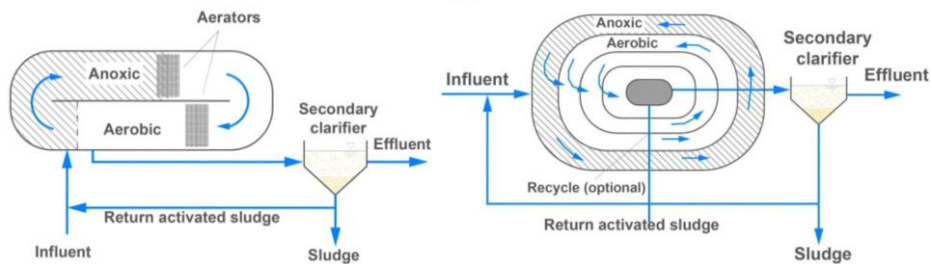 Aerators
Anoxic
Aerobic
Secondary
clarifier
Effluent
Return activated sludge
Influent
Sludge
Anoxic
Aerobic
Secondary
clarifier
Influent
Effluent
Recycle (optional)
Return activated sludge
Sludge